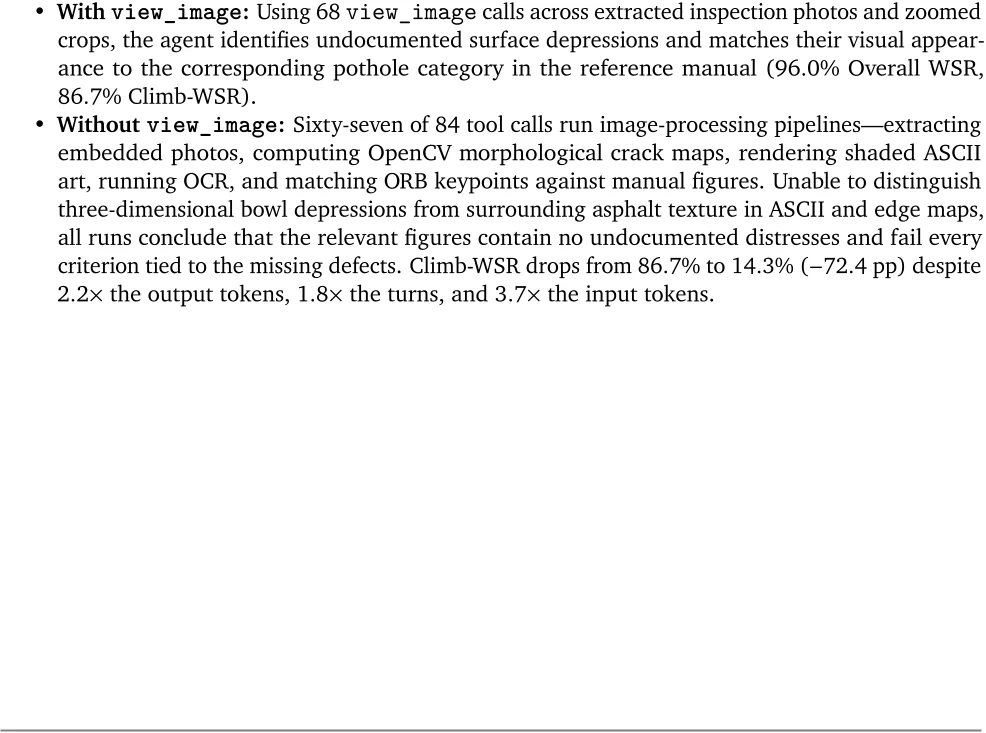 • With view_image: Using 68 view_image calls across extracted inspection photos and zoomed
crops, the agent identifies undocumented surface depressions and matches their visual appear-
ance to the corresponding pothole category in the reference manual (96.0% Overall WSR,
86.7% Climb-WSR).
• Without view_image: Sixty-seven of 84 tool calls run image-processing pipelines—extracting
embedded photos, computing OpenCV morphological crack maps, rendering shaded ASCII
art, running OCR, and matching ORB keypoints against manual figures. Unable to distinguish
three-dimensional bowl depressions from surrounding asphalt texture in ASCII and edge maps,
all runs conclude that the relevant figures contain no undocumented distresses and fail every
criterion tied to the missing defects. Climb-WSR drops from 86.7% to 14.3% (−72.4 pp) despite
2.2× the output tokens, 1.8× the turns, and 3.7× the input tokens.